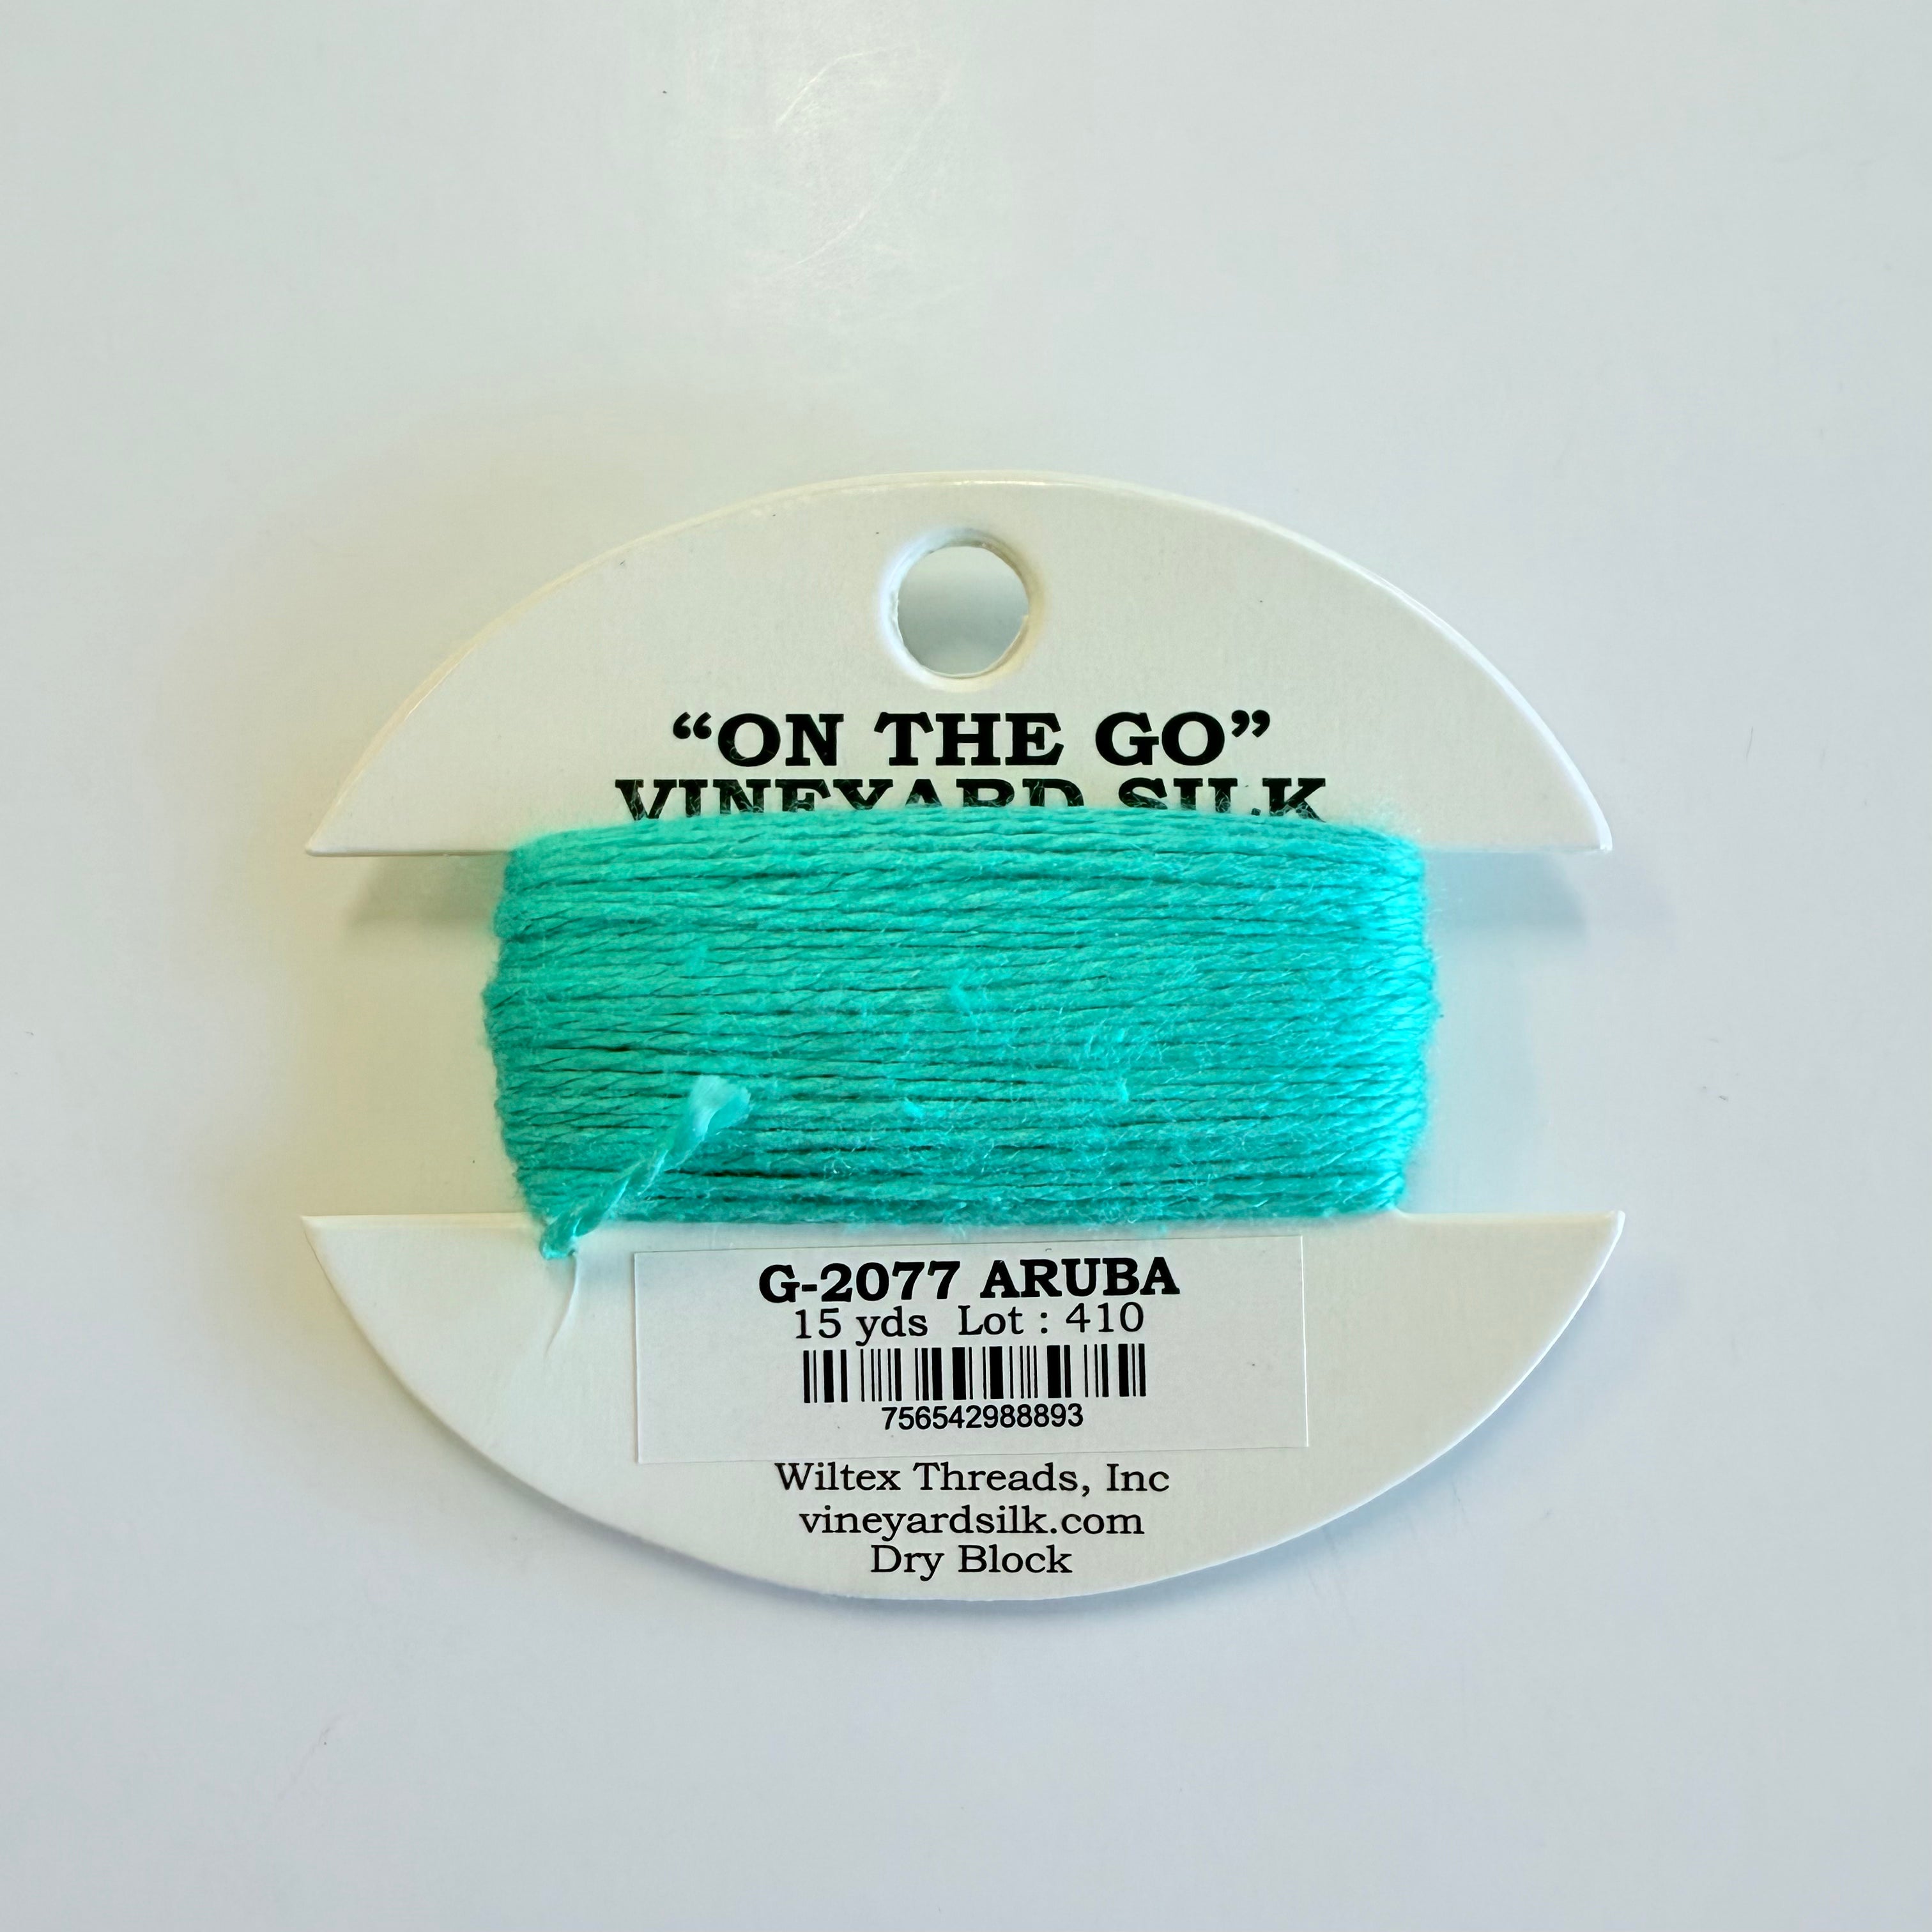 “ON THE GO”
VINEYARD SILK
G-2077 ARUBA
15 yds Lot : 410
756542988893
Wiltex Threads, Inc
vineyardsilk.com
Dry Block